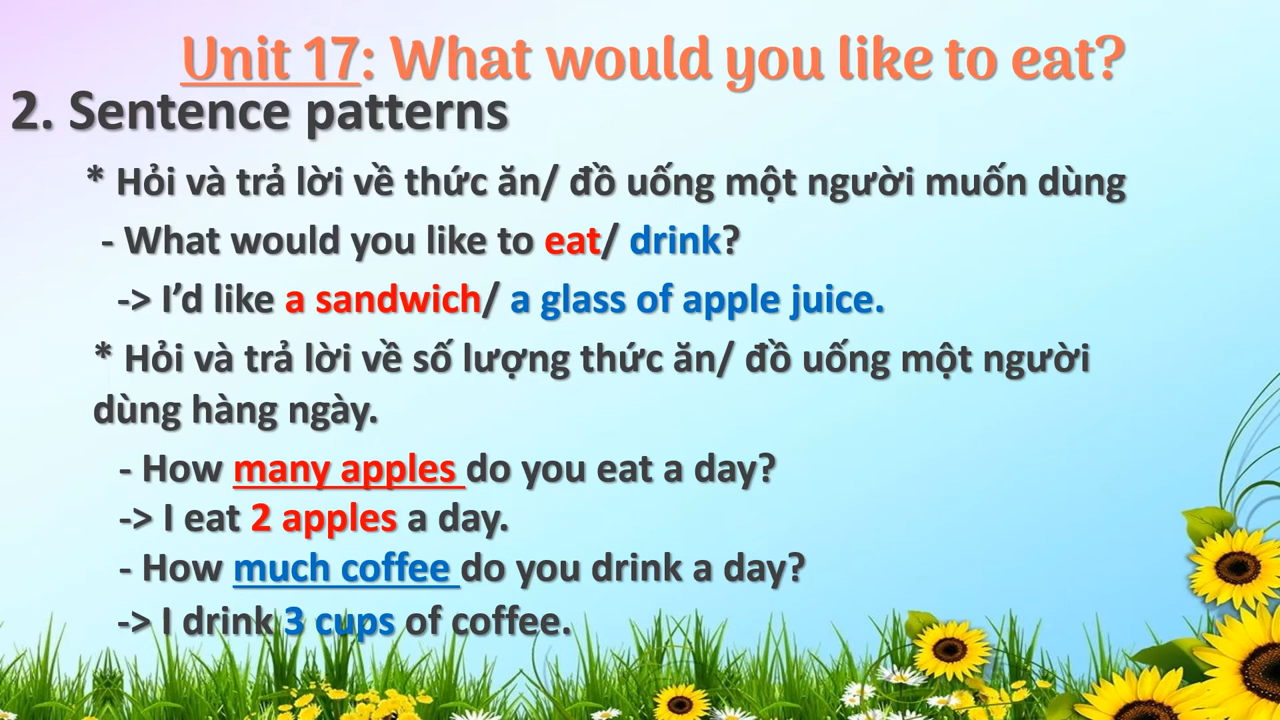 Unit 17: What would you like to eat?
2. Sentence patterns
* Hỏi và trả lời về thức ăn/ đồ uống một người muốn dùng
- What would you like to eat/ drink?
-> I’d like a sandwich/ a glass of apple juice.
* Hỏi và trả lời về số lượng thức ăn/ đồ uống một người
dùng hàng ngày.
- How many apples do you eat a day?
-> I eat 2 apples a day.
- How much coffee do you drink a day?
-> I drink 3 cups of coffee.